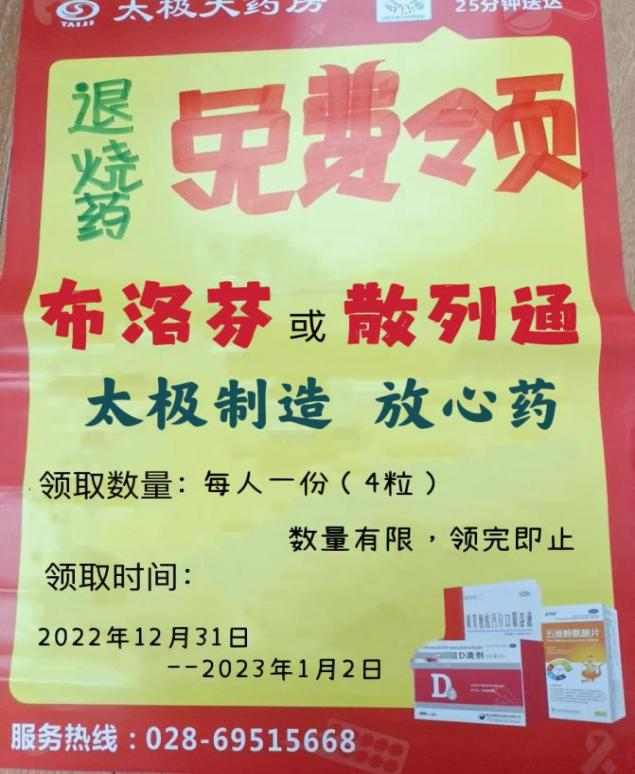 TAIJI
太极大药房
25分钟送达
退烧药
免费领
布洛芬 或 散列通
太极制造 放心药
领取数量：每人一份（4粒）
数量有限，领完即止
领取时间：
2022年12月31日
--2023年1月2日
D滴剂
D
五维赖氨酸片
服务热线：028-69515668